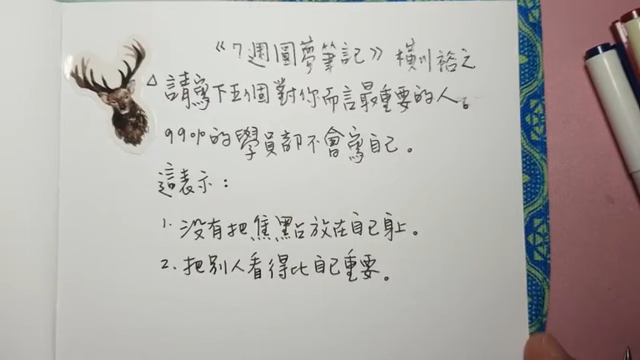 《7週圓夢筆記》橫川裕之
△請寫下五個對你而言最重要的人。
99%的學員都不會寫自己。
這表示：
1. 沒有把焦點放在自己身上。
2. 把別人看得比自己重要。